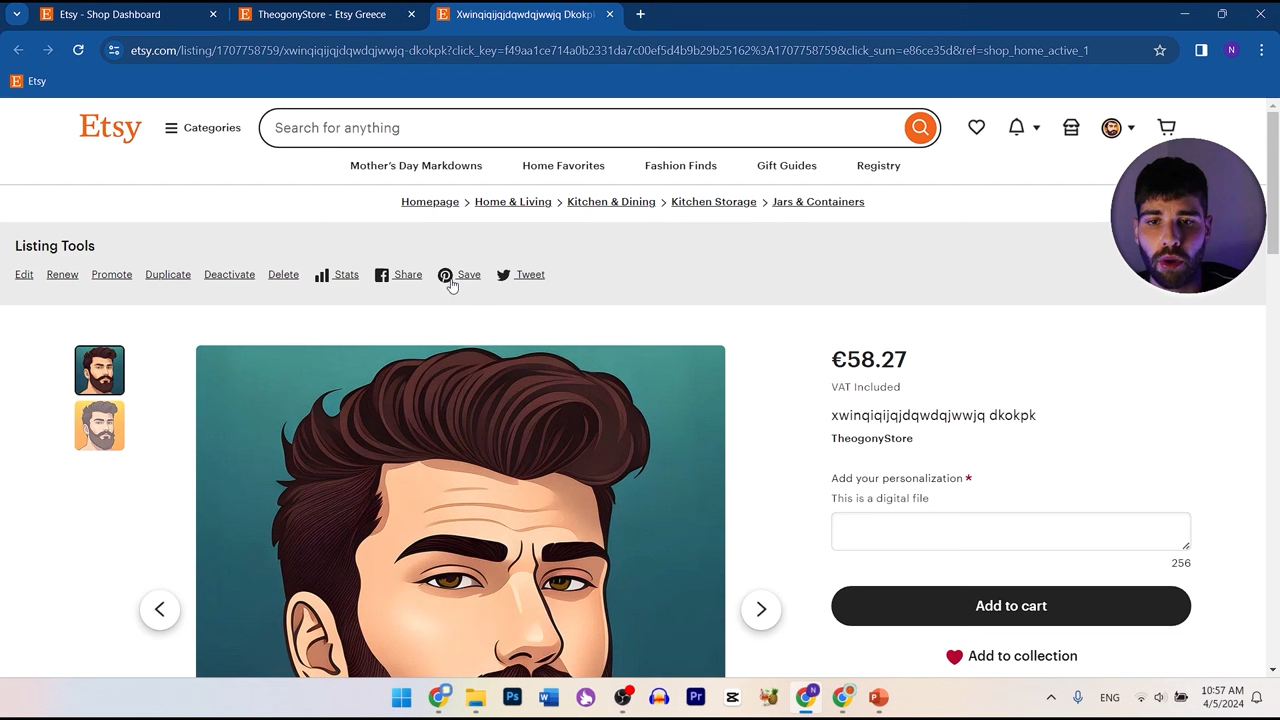 Etsy - Shop Dashboard
TheogonyStore - Etsy Greece
Xwinqiqijqjdqwdqjwwjq Dkokpk
etsy.com/listing/1707758759/xwinqiqijqjdqwdqjwwjq-dkokpk?click_key=f49aa1ce714a0b2331da7c00ef5d4b9b29b25162%3A1707758759&click_sum=e86ce35d&ref=shop_home_active_1
N
Etsy
Etsy
Categories
Search for anything
Mother's Day Markdowns
Home Favorites
Fashion Finds
Gift Guides
Registry
Homepage > Home & Living > Kitchen & Dining > Kitchen Storage > Jars & Containers
Listing Tools
Edit Renew Promote Duplicate Deactivate Delete Stats Share Save Tweet
€58.27
VAT Included
xwinqiqijqjdqwdqjwwjq dkokpk
TheogonyStore
Add your personalization *
This is a digital file
256
Add to cart
Add to collection
Ps
W
Pr
N
P
ENG
10:57 AM
4/5/2024